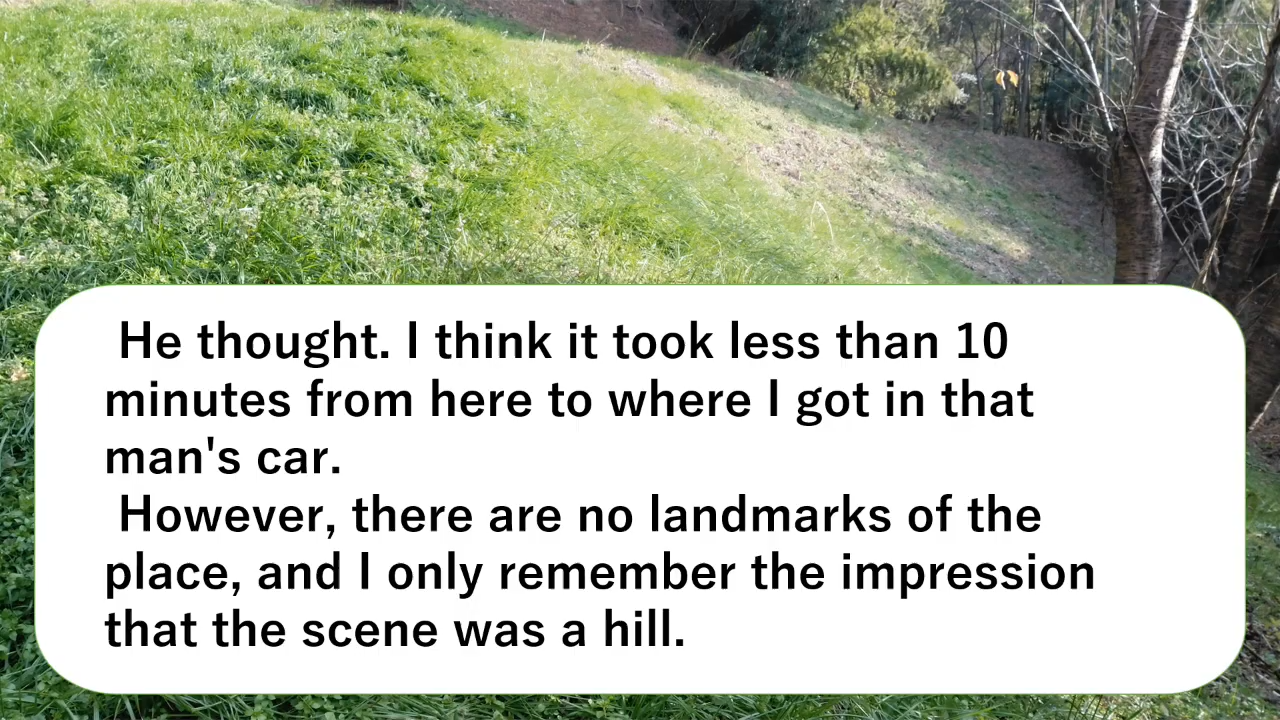 He thought. I think it took less than 10
minutes from here to where I got in that
man's car.
However, there are no landmarks of the
place, and I only remember the impression
that the scene was a hill.